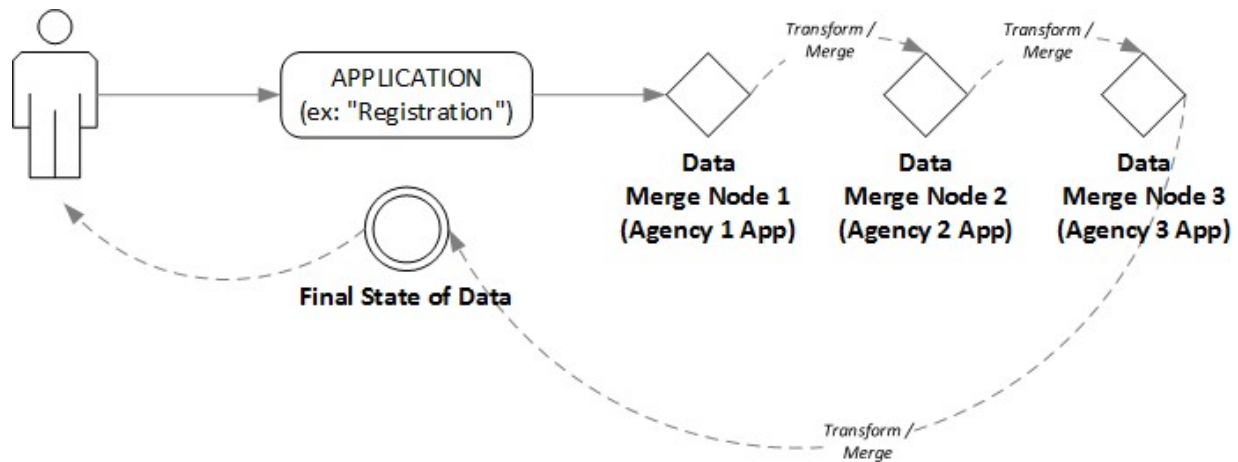 Transform /
Merge
Transform /
Merge
APPLICATION
(ex: "Registration")
Data
Merge Node 1
(Agency 1 App)
Data
Merge Node 2
(Agency 2 App)
Data
Merge Node 3
(Agency 3 App)
Final State of Data
Transform /
Merge